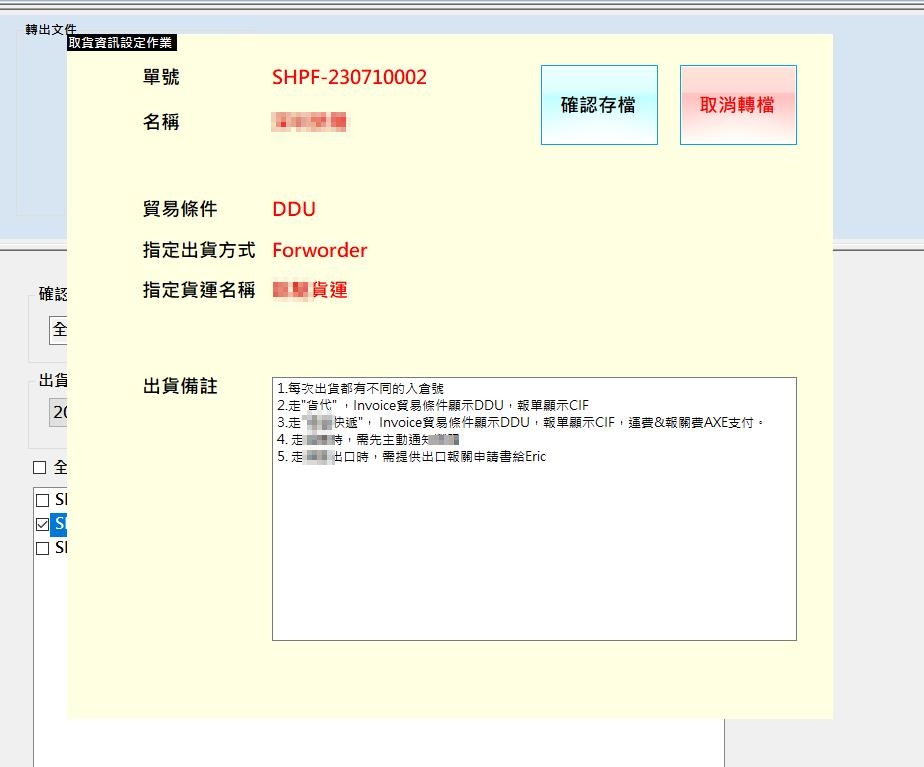 轉出文件
取貨資訊設定作業
單號 SHPF-230710002
確認存檔
取消轉檔
名稱
貿易條件 DDU
指定出貨方式 Forworder
指定貨運名稱 貨運
確認
全
出貨備註
1.每次出貨都有不同的入倉號
2.走"貨代" ，Invoice貿易條件顯示DDU，報單顯示CIF
3.走" 快遞"， Invoice貿易條件顯示DDU，報單顯示CIF，運費&報關費AXE支付。
4. 走 時，需先主動通知
5. 走 出口時，需提供出口報關申請書給Eric
出貨
20
全
SI
SI
SI